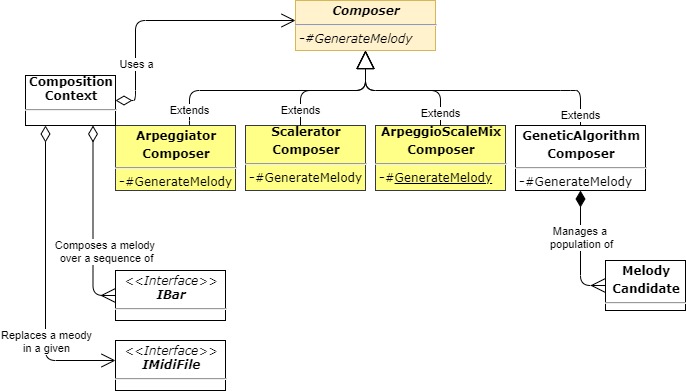 Composer
-#GenerateMelody
Uses a
Composition
Context
Extends
Extends
Extends
Extends
Arpeggiator
Composer
-#GenerateMelody
Scalerator
Composer
-#GenerateMelody
ArpeggioScaleMix
Composer
-#GenerateMelody
GeneticAlgorithm
Composer
-#GenerateMelody
Composes a melody
over a sequence of
Manages a
population of
<<Interface>>
IBar
Melody
Candidate
Replaces a meody
in a given
<<Interface>>
IMidiFile